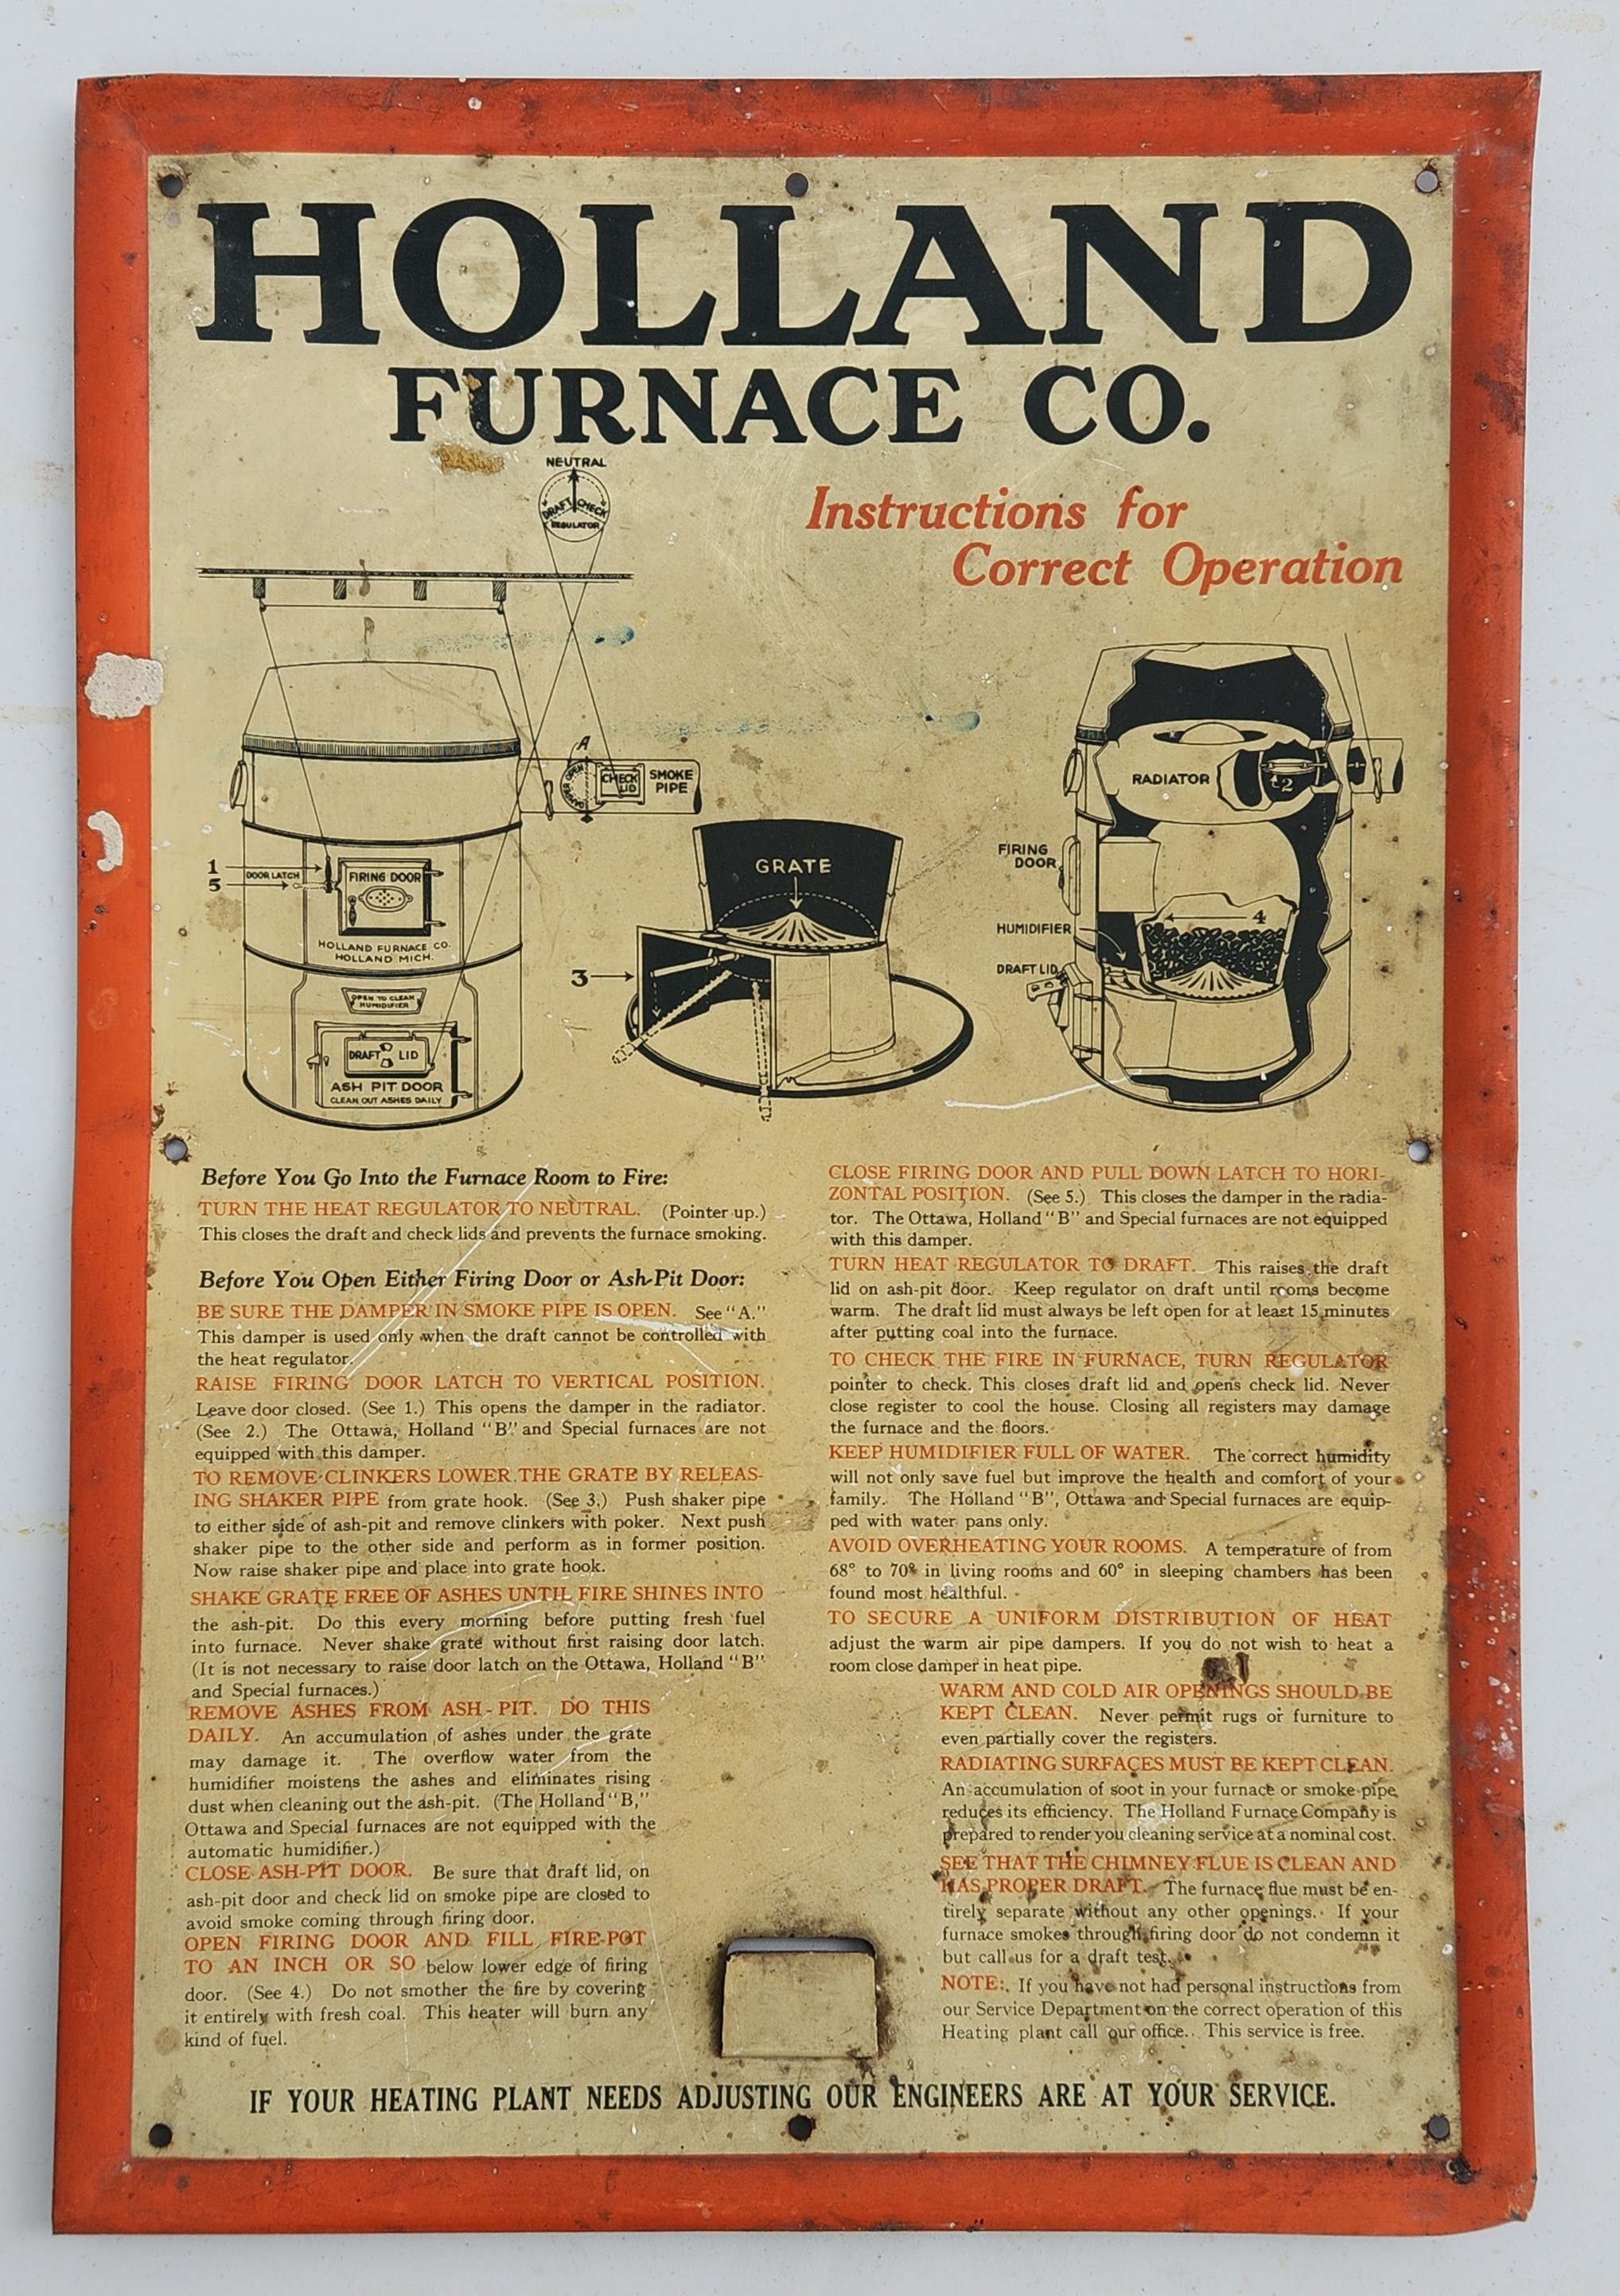 HOLLAND
FURNACE CO.
Instructions for
Correct Operation
NEUTRAL
DRAFT CHECK
REGULATOR
A
OPEN
DAMPER
CHECK
LID
SMOKE
PIPE
1
5
DOOR LATCH
FIRING DOOR
HOLLAND FURNACE CO.
HOLLAND MICH.
OPEN TO CLEAN
HUMIDIFIER
DRAFT LID
ASH PIT DOOR
CLEAN OUT ASHES DAILY
GRATE
3
RADIATOR
2
FIRING
DOOR
HUMIDIFIER
4
DRAFT LID
Before You Go Into the Furnace Room to Fire:
TURN THE HEAT REGULATOR TO NEUTRAL. (Pointer up.)
This closes the draft and check lids and prevents the furnace smoking.
Before You Open Either Firing Door or Ash-Pit Door:
BE SURE THE DAMPER IN SMOKE PIPE IS OPEN. See "A."
This damper is used only when the draft cannot be controlled with
the heat regulator.
RAISE FIRING DOOR LATCH TO VERTICAL POSITION.
Leave door closed. (See 1.) This opens the damper in the radiator.
(See 2.) The Ottawa, Holland "B" and Special furnaces are not
equipped with this damper.
TO REMOVE CLINKERS LOWER THE GRATE BY RELEAS-
ING SHAKER PIPE from grate hook. (See 3.) Push shaker pipe
to either side of ash-pit and remove clinkers with poker. Next push
shaker pipe to the other side and perform as in former position.
Now raise shaker pipe and place into grate hook.
SHAKE GRATE FREE OF ASHES UNTIL FIRE SHINES INTO
the ash-pit. Do this every morning before putting fresh fuel
into furnace. Never shake grate without first raising door latch.
(It is not necessary to raise door latch on the Ottawa, Holland "B"
and Special furnaces.)
REMOVE ASHES FROM ASH-PIT. DO THIS
DAILY. An accumulation of ashes under the grate
may damage it. The overflow water from the
humidifier moistens the ashes and eliminates rising
dust when cleaning out the ash-pit. (The Holland "B,"
Ottawa and Special furnaces are not equipped with the
automatic humidifier.)
CLOSE ASH-PIT DOOR. Be sure that draft lid, on
ash-pit door and check lid on smoke pipe are closed to
avoid smoke coming through firing door.
OPEN FIRING DOOR AND FILL FIRE-POT
TO AN INCH OR SO below lower edge of firing
door. (See 4.) Do not smother the fire by covering
it entirely with fresh coal. This heater will burn any
kind of fuel.
CLOSE FIRING DOOR AND PULL DOWN LATCH TO HORI-
ZONTAL POSITION. (See 5.) This closes the damper in the radia-
tor. The Ottawa, Holland "B" and Special furnaces are not equipped
with this damper.
TURN HEAT REGULATOR TO DRAFT. This raises the draft
lid on ash-pit door. Keep regulator on draft until rooms become
warm. The draft lid must always be left open for at least 15 minutes
after putting coal into the furnace.
TO CHECK THE FIRE IN FURNACE, TURN REGULATOR
pointer to check. This closes draft lid and opens check lid. Never
close register to cool the house. Closing all registers may damage
the furnace and the floors.
KEEP HUMIDIFIER FULL OF WATER. The correct humidity
will not only save fuel but improve the health and comfort of your
family. The Holland "B", Ottawa and Special furnaces are equip-
ped with water pans only.
AVOID OVERHEATING YOUR ROOMS. A temperature of from
68° to 70° in living rooms and 60° in sleeping chambers has been
found most healthful.
TO SECURE A UNIFORM DISTRIBUTION OF HEAT
adjust the warm air pipe dampers. If you do not wish to heat a
room close damper in heat pipe.
WARM AND COLD AIR OPENINGS SHOULD BE
KEPT CLEAN. Never permit rugs or furniture to
even partially cover the registers.
RADIATING SURFACES MUST BE KEPT CLEAN.
An accumulation of soot in your furnace or smoke pipe
reduces its efficiency. The Holland Furnace Company is
prepared to render you cleaning service at a nominal cost.
SEE THAT THE CHIMNEY FLUE IS CLEAN AND
HAS PROPER DRAFT. The furnace flue must be en-
tirely separate without any other openings. If your
furnace smokes through firing door do not condemn it
but call us for a draft test.
NOTE: If you have not had personal instructions from
our Service Department on the correct operation of this
Heating plant call our office. This service is free.
IF YOUR HEATING PLANT NEEDS ADJUSTING OUR ENGINEERS ARE AT YOUR SERVICE.